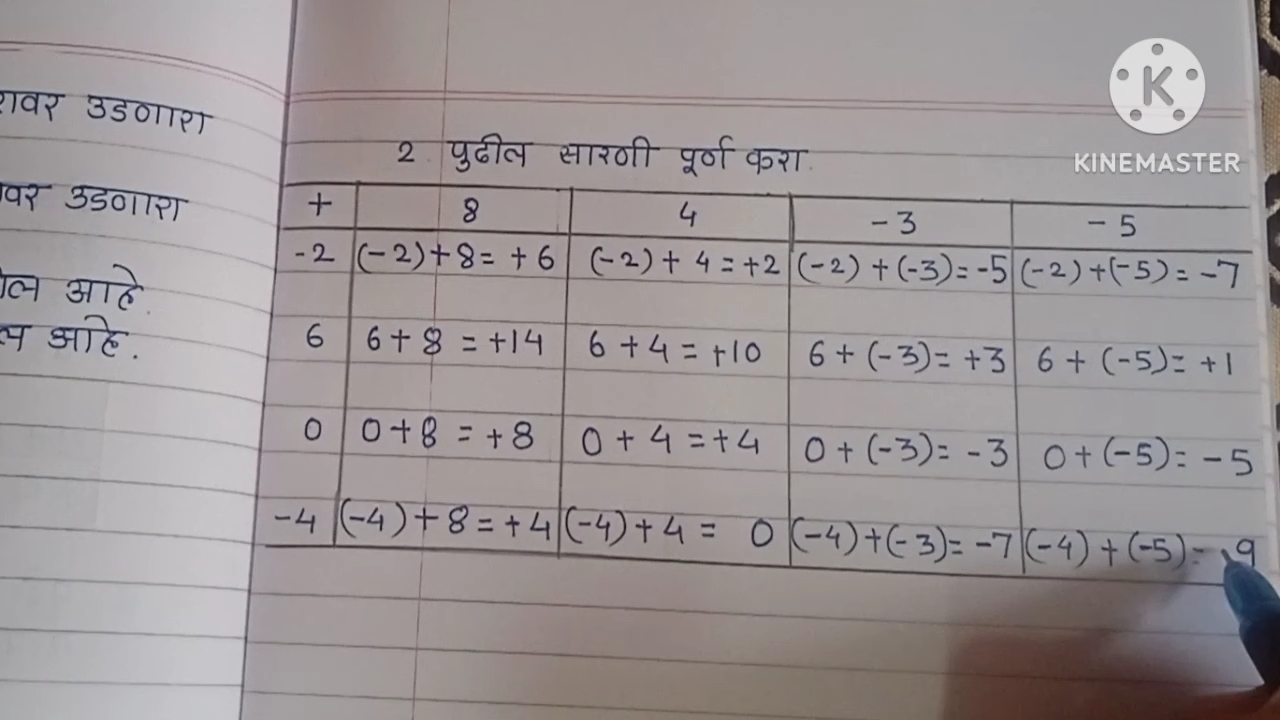 उडणारा
उडणारा
आहे.
आहे.
KINEMASTER
2. पुढील सारणी पूर्ण करा.
+ 8 4 -3 -5
-2 (-2)+8= +6 (-2)+ 4 =+2 (-2) +(-3)= -5 (-2) +(-5) = -7
6 6+ 8 = +14 6 +4 = +10 6 + (-3)= +3 6 + (-5)= +1
0 0+8 = +8 0 + 4 =+4 0 + (-3)= -3 0 + (-5)= -5
-4 (-4) + 8 = +4 (-4) + 4 = 0 (-4) +(-3)= -7 (-4) + (-5)= 9